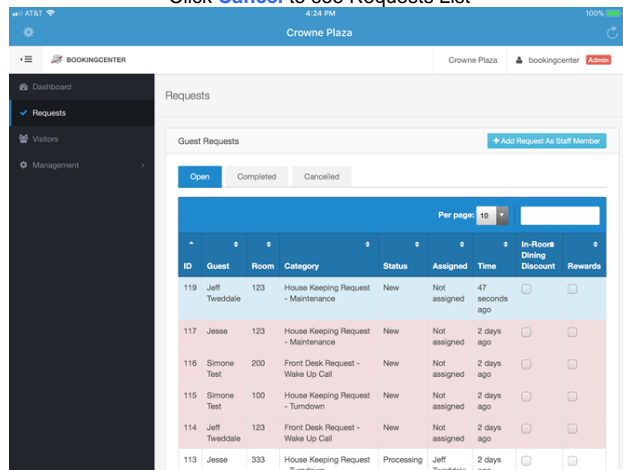 Click Cancel to see Requests List
AT&T 4:24 PM 100%
Crowne Plaza
BOOKINGCENTER Crowne Plaza bookingcenter Admin
Dashboard
Requests
Visitors
Management
Requests
Guest Requests + Add Request As Staff Member
Open Completed Cancelled
Per page: 10
ID Guest Room Category Status Assigned Time In-Room Dining Discount Rewards
119 Jeff Tweddale 123 House Keeping Request - Maintenance New Not assigned 47 seconds ago
117 Jesse 123 House Keeping Request - Maintenance New Not assigned 2 days ago
116 Simone Test 200 Front Desk Request - Wake Up Call New Not assigned 2 days ago
115 Simone Test 100 House Keeping Request - Turndown New Not assigned 2 days ago
114 Jeff Tweddale 123 Front Desk Request - Wake Up Call New Not assigned 2 days ago
113 Jesse 333 House Keeping Request Processing Jeff 2 days ago